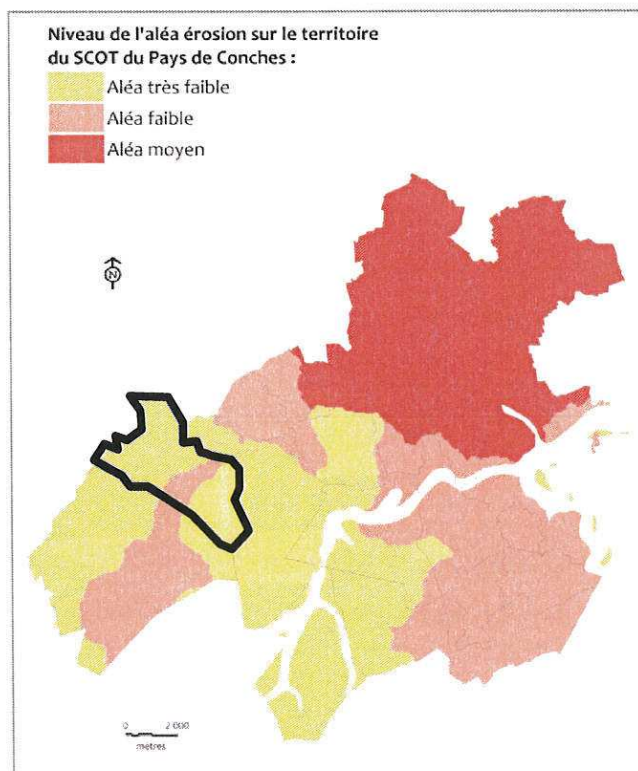 Niveau de l'aléa érosion sur le territoire
du SCOT du Pays de Conches :
Aléa très faible
Aléa faible
Aléa moyen
N
0 2 000
metres